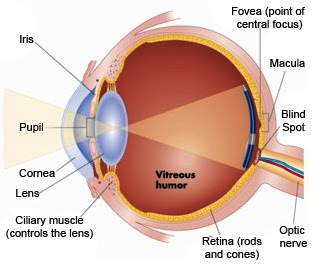 Fovea (point of
central focus)
Iris
Macula
Pupil
Blind
Spot
Cornea
Vitreous
humor
Lens
Ciliary muscle
(controls the lens)
Retina (rods
and cones)
Optic
nerve